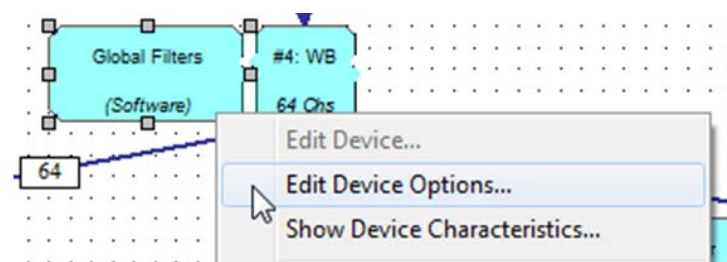 Global Filters
(Software)
#4: WB
64 Chs
64
Edit Device...
Edit Device Options...
Show Device Characteristics...